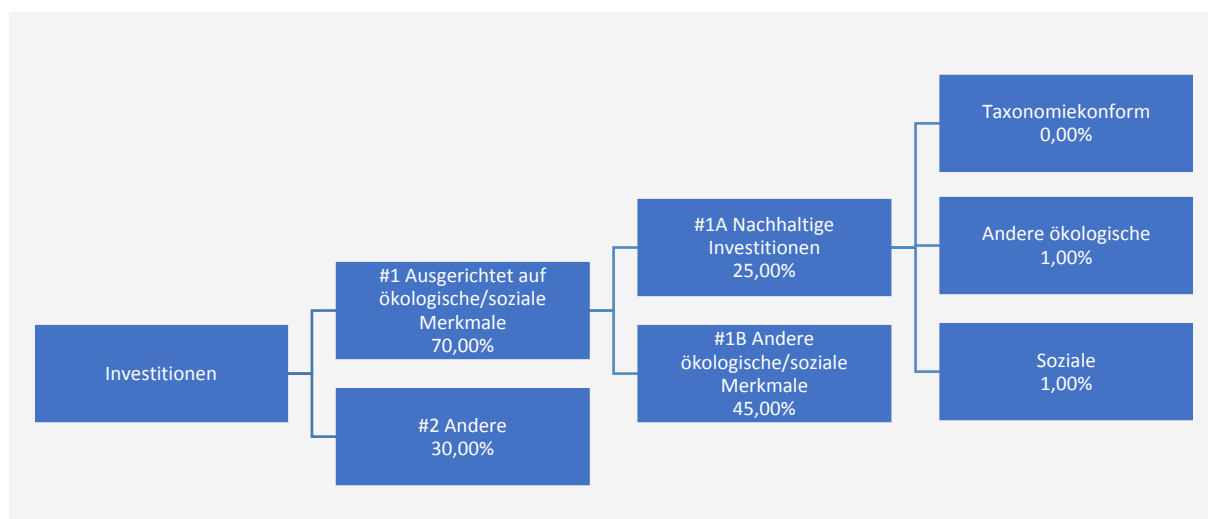 Investitionen
#1 Ausgerichtet auf
ökologische/soziale
Merkmale
70,00%
#2 Andere
30,00%
#1A Nachhaltige
Investitionen
25,00%
#1B Andere
ökologische/soziale
Merkmale
45,00%
Taxonomiekonform
0,00%
Andere ökologische
1,00%
Soziale
1,00%